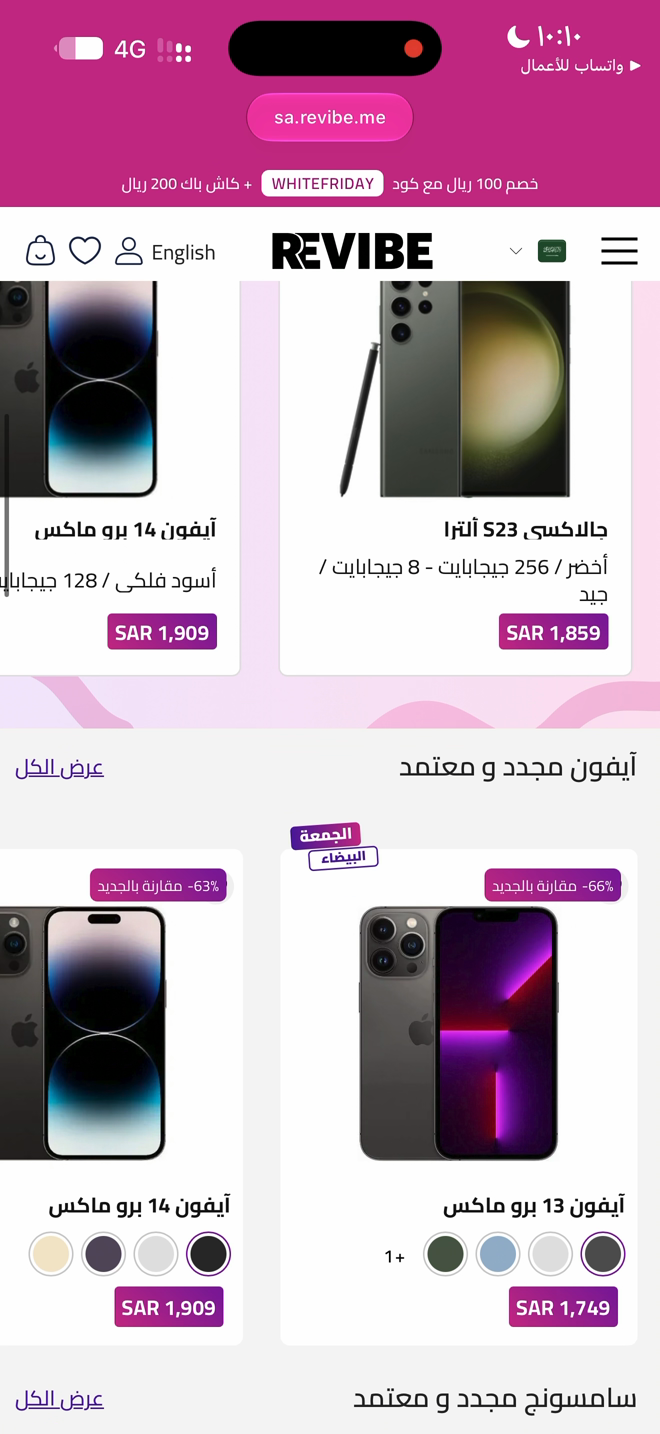 ١٠:١٠
4G
◀ واتساب للأعمال
sa.revibe.me
خصم 100 ريال مع كود WHITEFRIDAY + كاش باك 200 ريال
REVIBE
English
جالاكسي S23 ألترا
أخضر / 256 جيجابايت - 8 جيجابايت /
جيد
SAR 1,859
آيفون 14 برو ماكس
أسود فلكي / 128
SAR 1,909
آيفون مجدد و معتمد
عرض الكل
الجمعة
البيضاء
-66% مقارنة بالجديد
آيفون 13 برو ماكس
+1
SAR 1,749
-63% مقارنة بالجديد
آيفون 14 برو ماكس
SAR 1,909
سامسونج مجدد و معتمد
عرض الكل